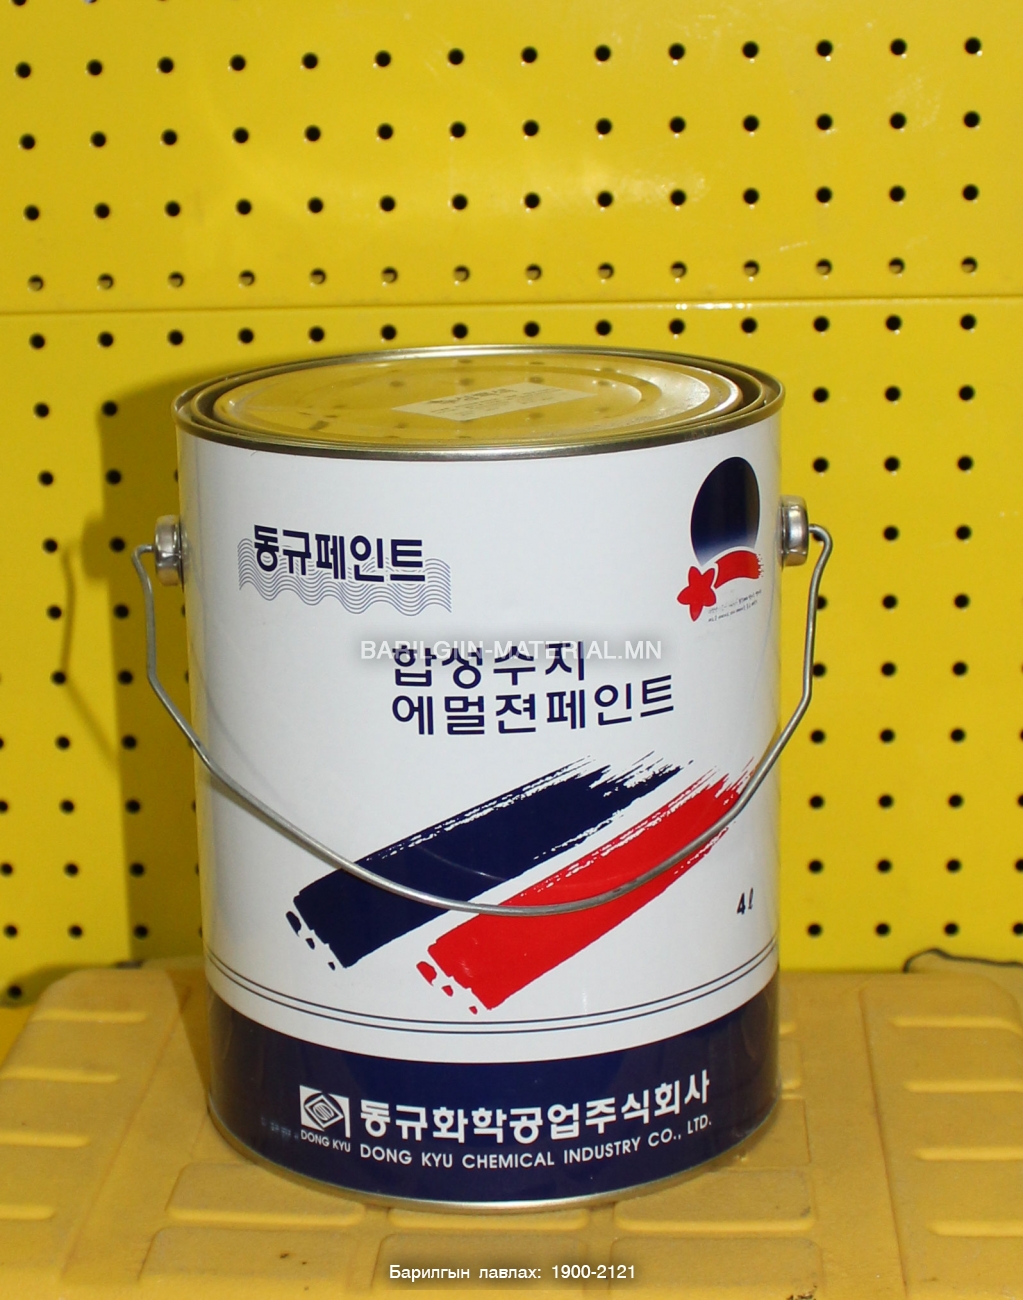 동규페인트
BARILGIIN-MATERIAL.MN
합성수지
에멀젼페인트
4ℓ
동규화학공업주식회사
DONG KYU
DONG KYU CHEMICAL INDUSTRY CO., LTD.
Барилгын лавлах: 1900-2121